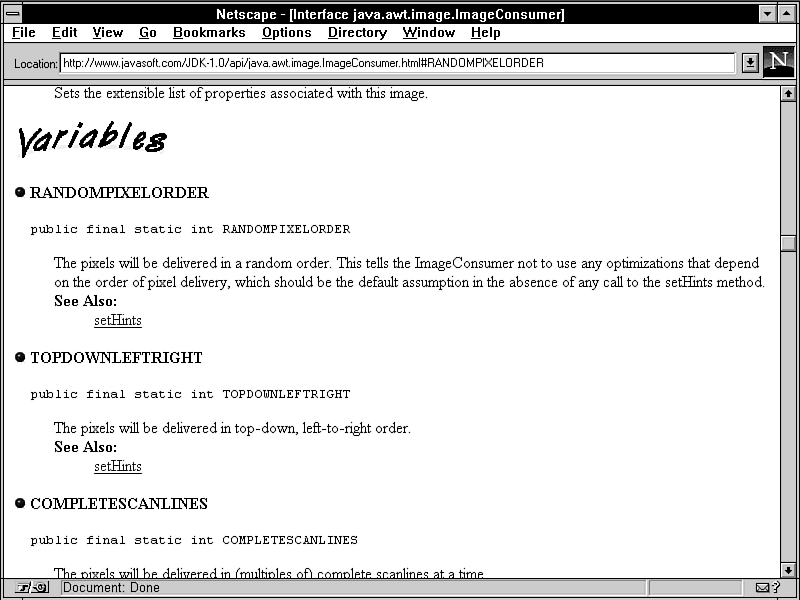 Netscape - [Interface java.awt.image.ImageConsumer]
File Edit View Go Bookmarks Options Directory Window Help
Location: http://www.javasoft.com/JDK-1.0/api/java.awt.image.ImageConsumer.html#RANDOMPIXELORDER
N
Sets the extensible list of properties associated with this image.
Variables
RANDOMPIXELORDER
public final static int RANDOMPIXELORDER
The pixels will be delivered in a random order. This tells the ImageConsumer not to use any optimizations that depend
on the order of pixel delivery, which should be the default assumption in the absence of any call to the setHints method.
See Also:
setHints
TOPDOWNLEFTRIGHT
public final static int TOPDOWNLEFTRIGHT
The pixels will be delivered in top-down, left-to-right order.
See Also:
setHints
COMPLETESCANLINES
public final static int COMPLETESCANLINES
The pixels will be delivered in (multiples of) complete scanlines at a time
Document: Done
?